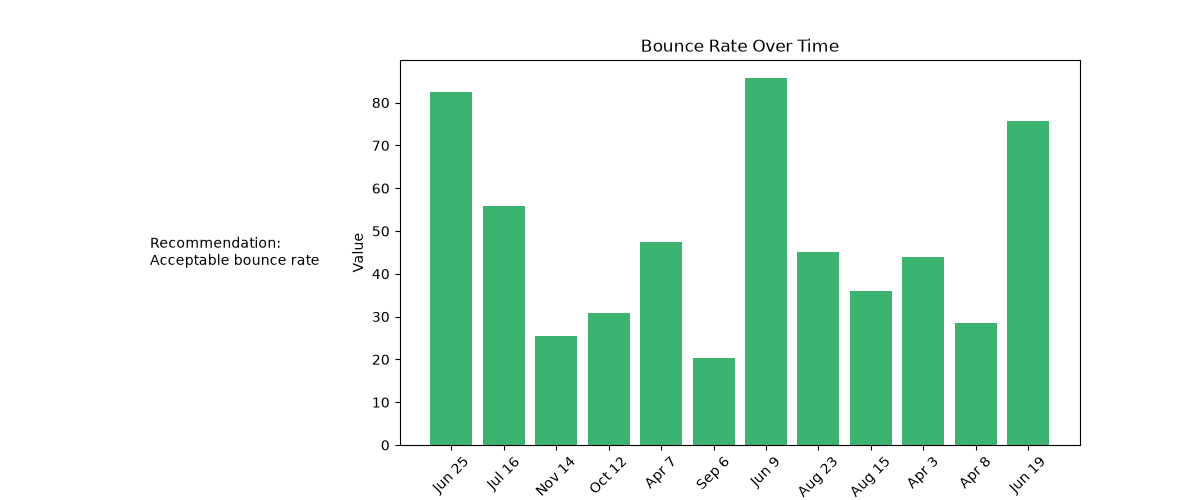 Bounce Rate Over Time
Recommendation:
Acceptable bounce rate
Value
80
70
60
50
40
30
20
10
0
Jun 25
Jul 16
Nov 14
Oct 12
Apr 7
Sep 6
Jun 9
Aug 23
Aug 15
Apr 3
Apr 8
Jun 19